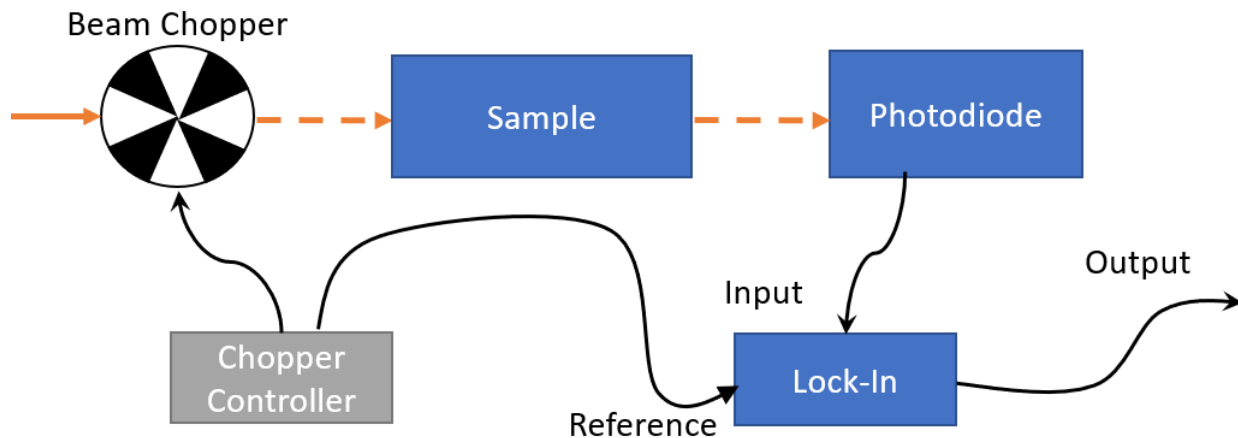 Beam Chopper
Sample
Photodiode
Input
Output
Chopper
Controller
Lock-In
Reference